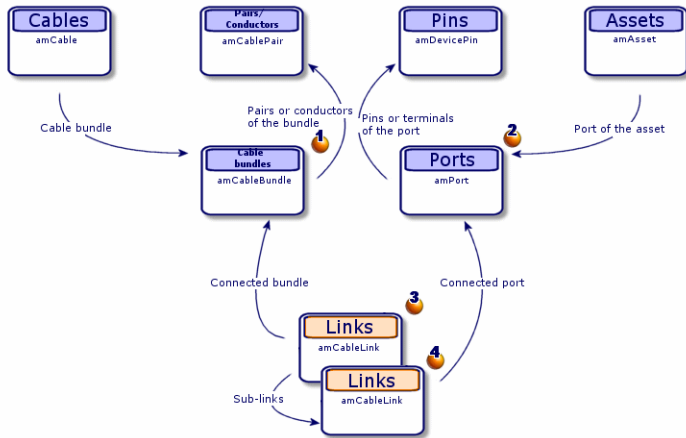 Cables
amCable
Pairs/
Conductors
amCablePair
Pins
amDevicePin
Assets
amAsset
Cable bundle
Pairs or conductors
of the bundle
Pins or terminals
of the port
Port of the asset
1
2
Cable
bundles
amCableBundle
Ports
amPort
Connected bundle
Connected port
3
Links
amCableLink
4
Links
amCableLink
Sub-links